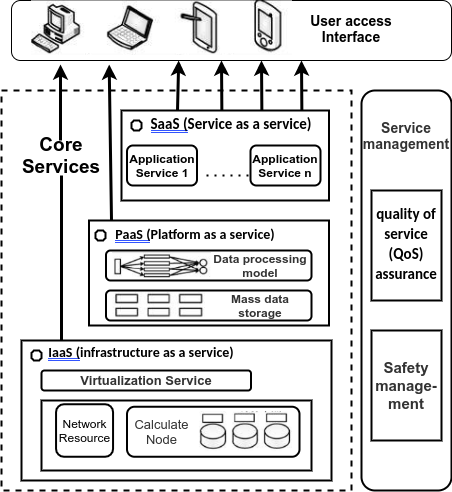 User access
Interface
Core
Services
SaaS (Service as a service)
Application
Service 1
. . . . . .
Application
Service n
PaaS (Platform as a service)
Data processing
model
Mass data
storage
IaaS (infrastructure as a service)
Virtualization Service
Network
Resource
Calculate
Node
Service
management
quality of
service
(QoS)
assurance
Safety
manage-
ment